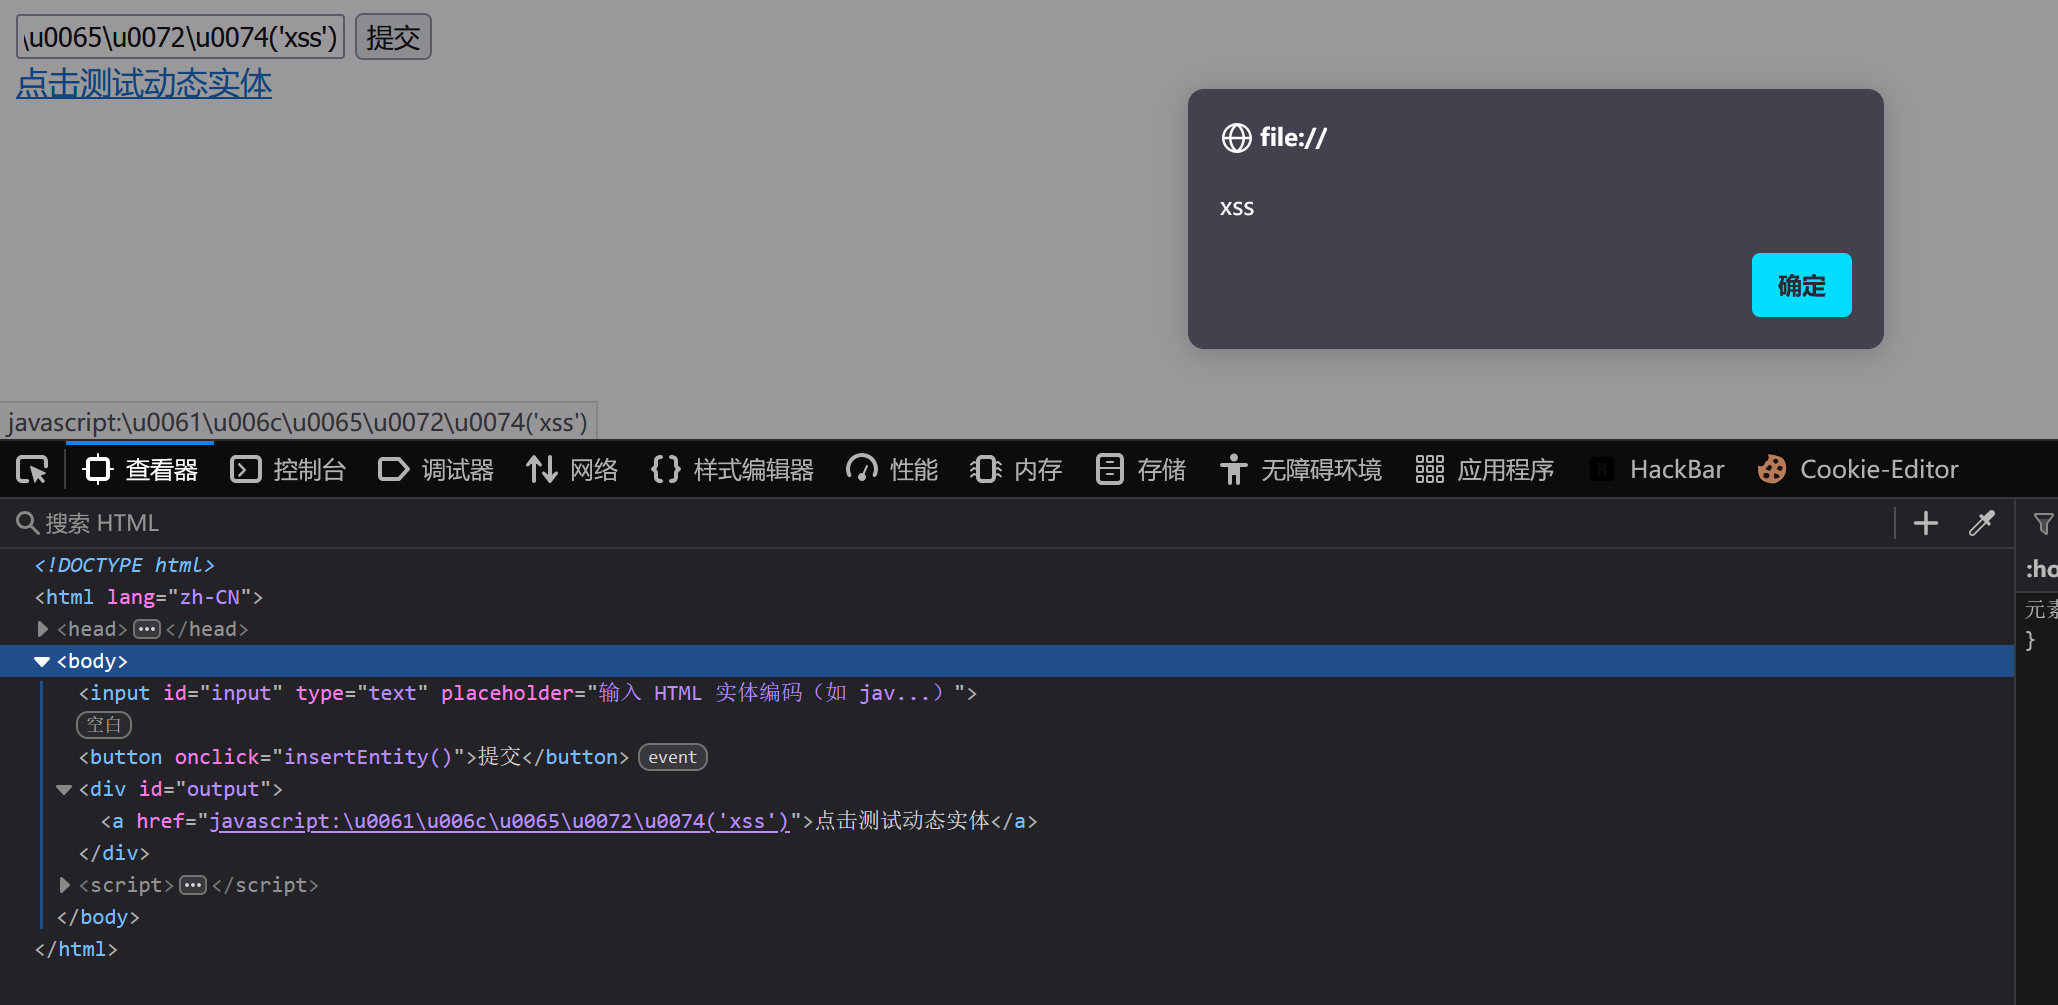 \u0065\u0072\u0074('xss') 提交
点击测试动态实体
file://
xss
确定
javascript:\u0061\u006c\u0065\u0072\u0074('xss')
查看器 控制台 调试器 网络 样式编辑器 性能 内存 存储 无障碍环境 应用程序 HackBar Cookie-Editor
搜索 HTML
:ho
<!DOCTYPE html>
<html lang="zh-CN">
元素
<head>•••</head>
}
<body>
<input id="input" type="text" placeholder="输入 HTML 实体编码（如 jav...）">
空白
<button onclick="insertEntity()">提交</button> event
<div id="output">
<a href="javascript:\u0061\u006c\u0065\u0072\u0074('xss')">点击测试动态实体</a>
</div>
<script>•••</script>
</body>
</html>